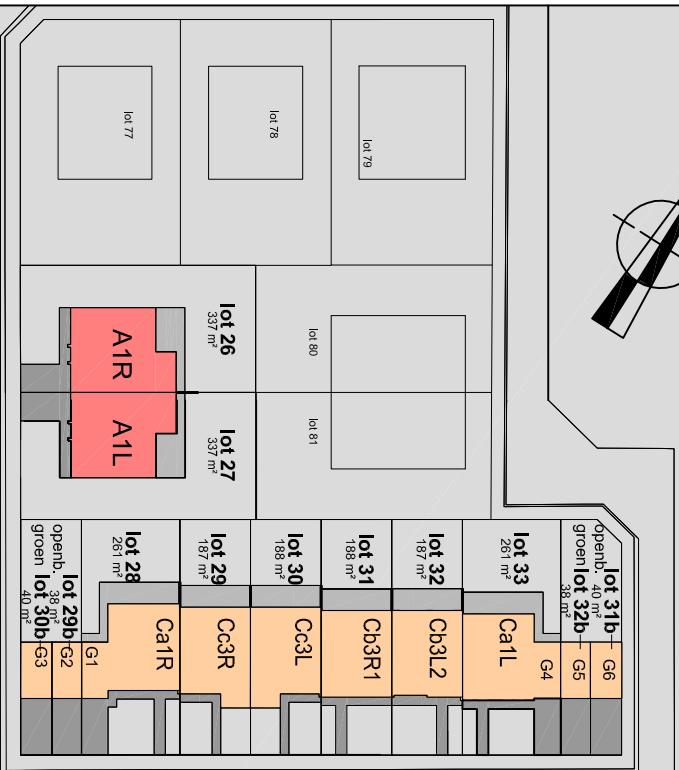 lot 77
lot 78
lot 79
lot 26
337 m²
lot 80
A1R
A1L
lot 27
337 m²
lot 81
openb.
groen
lot 29b
38 m²
lot 30b
40 m²
lot 28
261 m²
lot 29
187 m²
lot 30
188 m²
lot 31
188 m²
lot 32
187 m²
lot 33
261 m²
openb.
groen
lot 31b
40 m²
lot 32b
38 m²
G3
G2
G1
Ca1R
Cc3R
Cc3L
Cb3R1
Cb3L2
Ca1L
G4
G5
G6